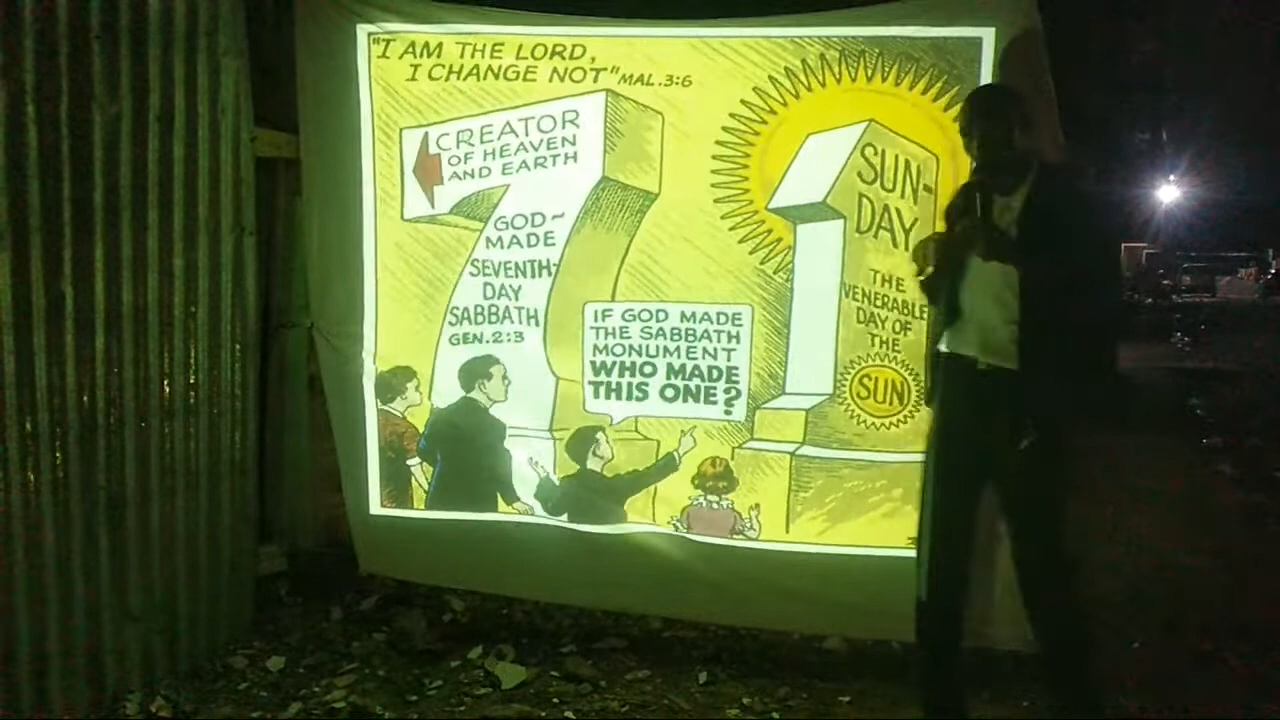 "I AM THE LORD,
I CHANGE NOT" MAL. 3:6
CREATOR
OF HEAVEN
AND EARTH
GOD~
MADE
SEVENTH-
DAY
SABBATH
GEN. 2:3
IF GOD MADE
THE SABBATH
MONUMENT
WHO MADE
THIS ONE?
SUN-
DAY
THE
VENERABLE
DAY OF
THE
SUN